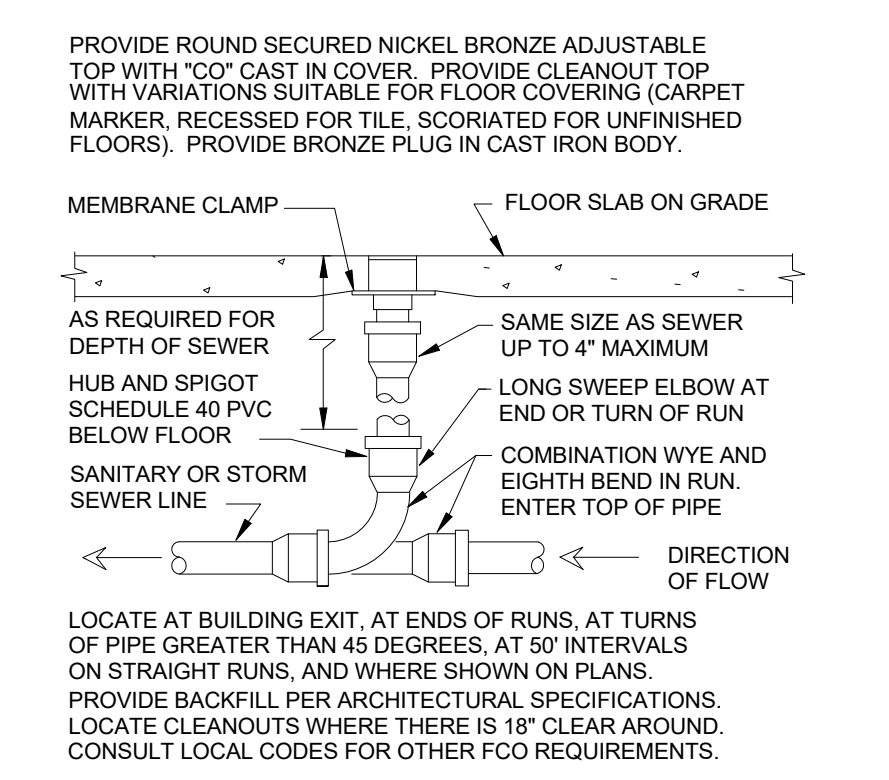 PROVIDE ROUND SECURED NICKEL BRONZE ADJUSTABLE
TOP WITH "CO" CAST IN COVER. PROVIDE CLEANOUT TOP
WITH VARIATIONS SUITABLE FOR FLOOR COVERING (CARPET
MARKER, RECESSED FOR TILE, SCORIATED FOR UNFINISHED
FLOORS). PROVIDE BRONZE PLUG IN CAST IRON BODY.
MEMBRANE CLAMP
FLOOR SLAB ON GRADE
AS REQUIRED FOR
DEPTH OF SEWER
SAME SIZE AS SEWER
UP TO 4" MAXIMUM
HUB AND SPIGOT
SCHEDULE 40 PVC
BELOW FLOOR
LONG SWEEP ELBOW AT
END OR TURN OF RUN
SANITARY OR STORM
SEWER LINE
COMBINATION WYE AND
EIGHTH BEND IN RUN.
ENTER TOP OF PIPE
DIRECTION
OF FLOW
LOCATE AT BUILDING EXIT, AT ENDS OF RUNS, AT TURNS
OF PIPE GREATER THAN 45 DEGREES, AT 50' INTERVALS
ON STRAIGHT RUNS, AND WHERE SHOWN ON PLANS.
PROVIDE BACKFILL PER ARCHITECTURAL SPECIFICATIONS.
LOCATE CLEANOUTS WHERE THERE IS 18" CLEAR AROUND.
CONSULT LOCAL CODES FOR OTHER FCO REQUIREMENTS.